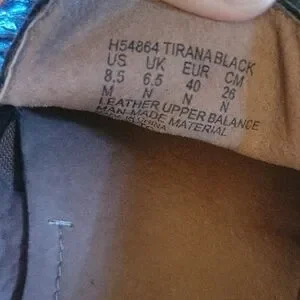 H54864 TIRANA BLACK
US UK EUR CM
8.5 6.5 40 26
M N N N
LEATHER UPPER BALANCE
MAN-MADE MATERIAL